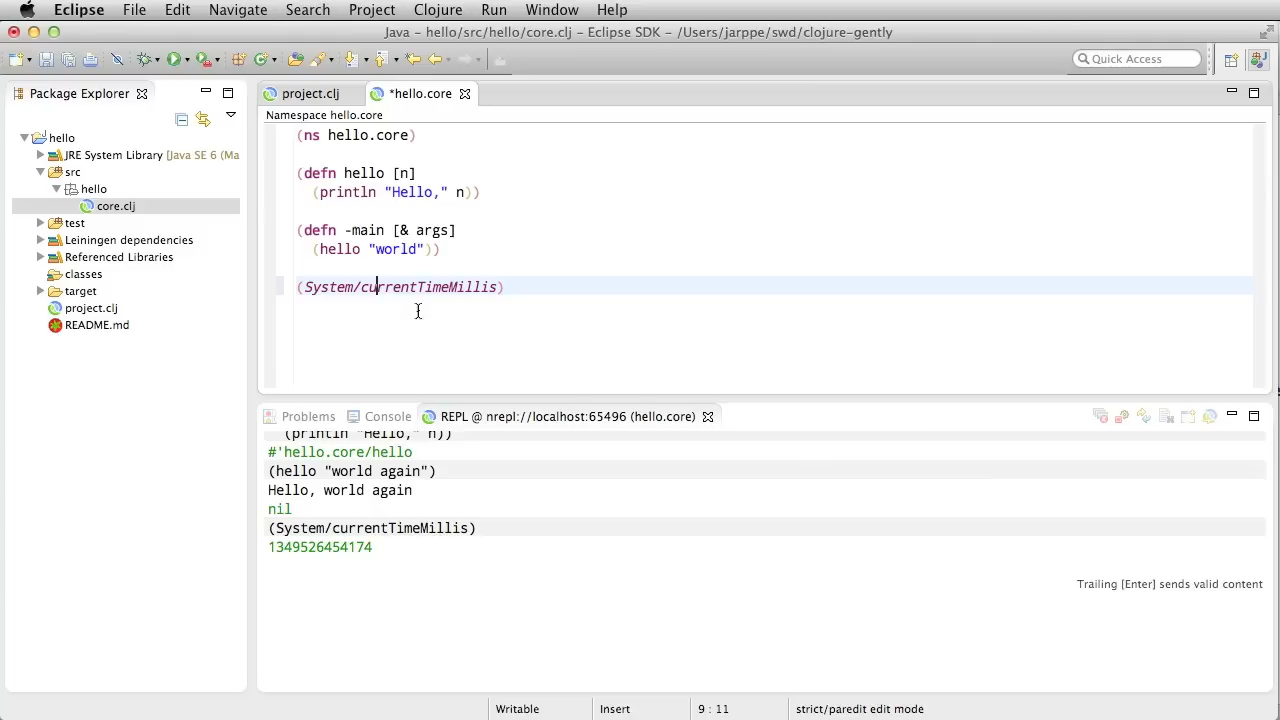 Eclipse File Edit Navigate Search Project Clojure Run Window Help
Java - hello/src/hello/core.clj - Eclipse SDK - /Users/jarppe/swd/clojure-gently
Quick Access
Package Explorer
hello
JRE System Library [Java SE 6 (Ma
src
hello
core.clj
test
Leiningen dependencies
Referenced Libraries
classes
target
project.clj
README.md
project.clj *hello.core
Namespace hello.core
(ns hello.core)
(defn hello [n]
(println "Hello," n))
(defn -main [& args]
(hello "world"))
(System/currentTimeMillis)
Problems Console REPL @ nrepl://localhost:65496 (hello.core)
(println "Hello," n))
#'hello.core/hello
(hello "world again")
Hello, world again
nil
(System/currentTimeMillis)
1349526454174
Trailing [Enter] sends valid content
Writable Insert 9 : 11 strict/paredit edit mode